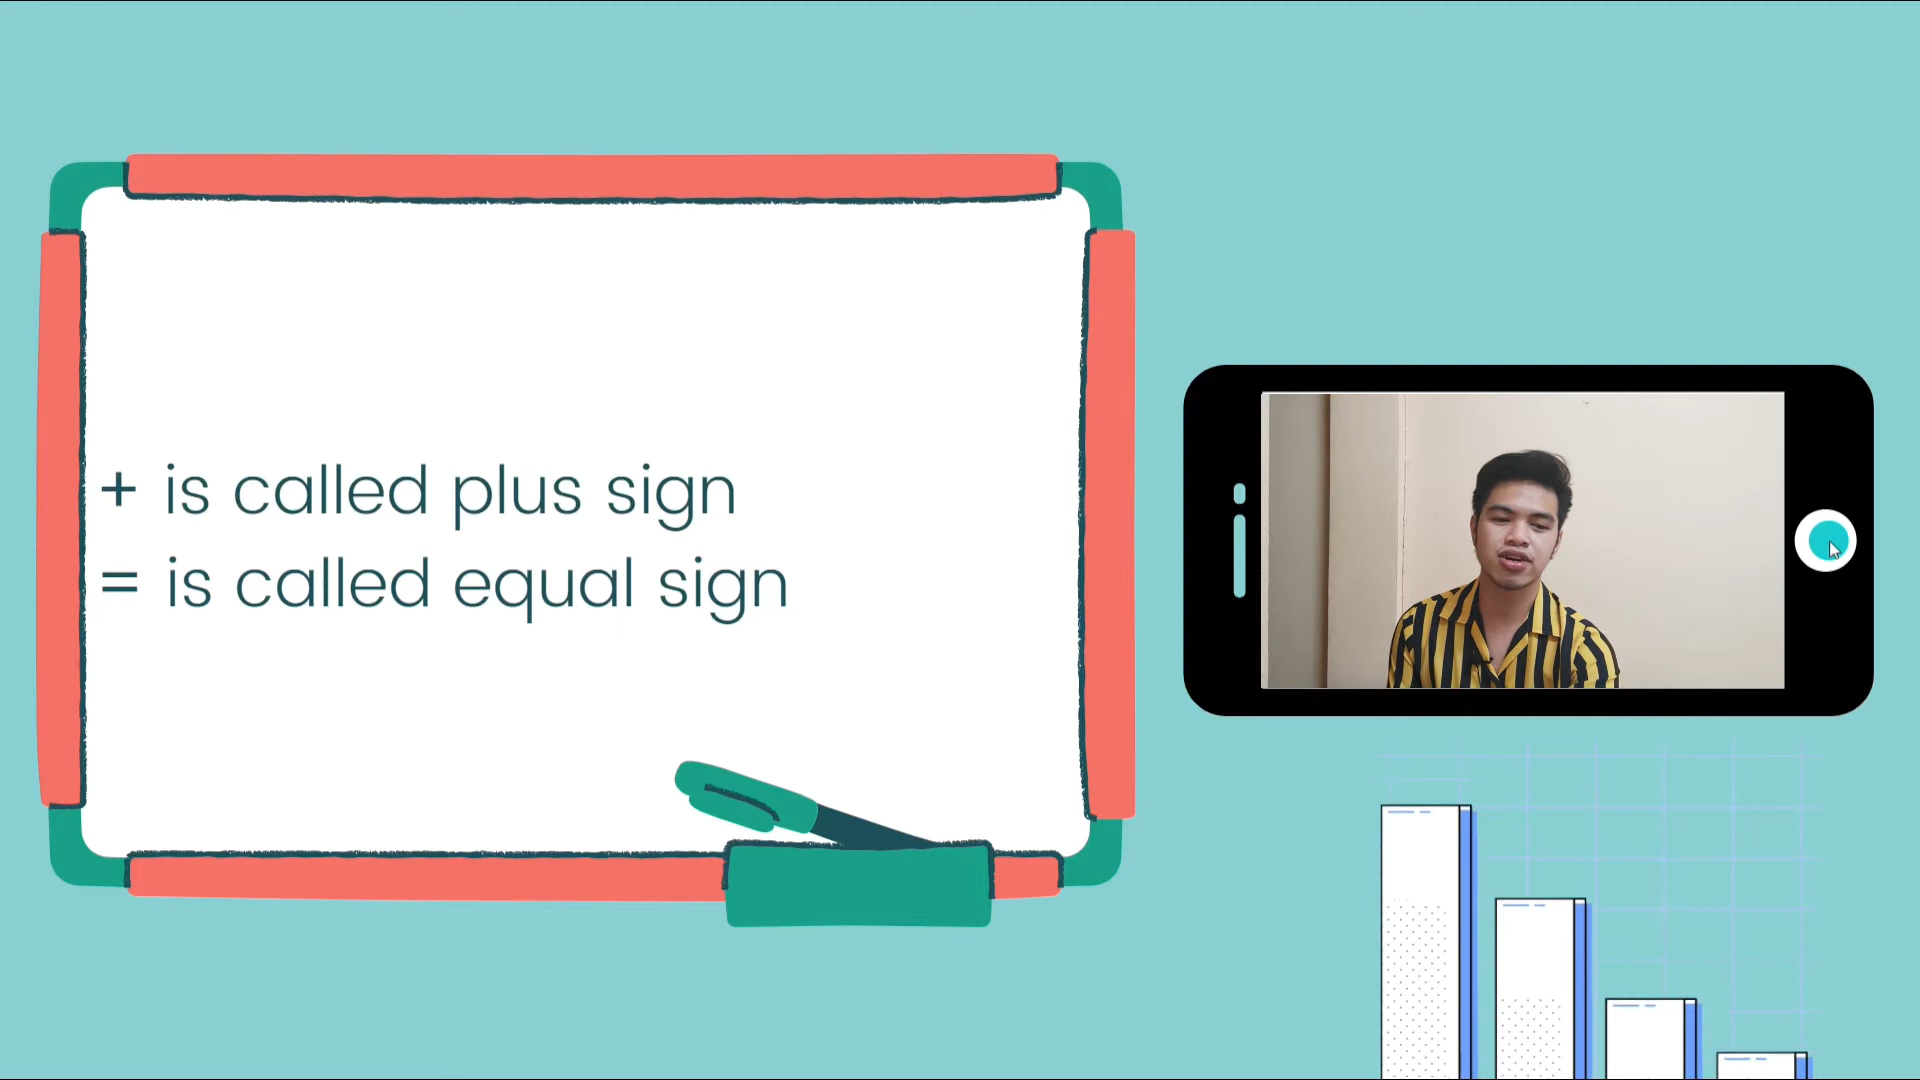 + is called plus sign
= is called equal sign